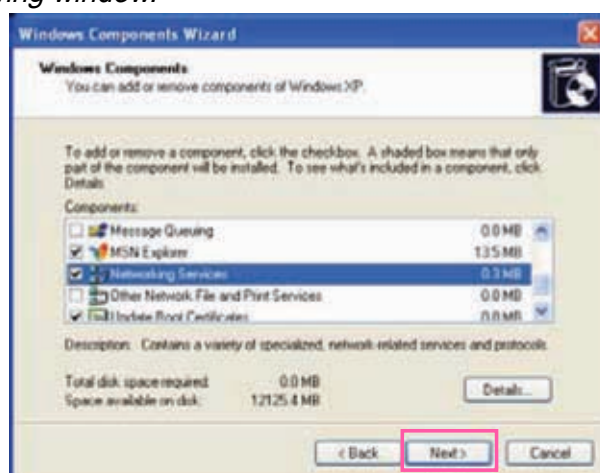 ing window.
Windows Components Wizard
Windows Components
You can add or remove components of Windows XP.
To add or remove a component, click the checkbox. A shaded box means that only
part of the component will be installed. To see what's included in a component, click
Details.
Components:
Message Queuing 0.0 MB
MSN Explorer 13.5 MB
Networking Services 0.3 MB
Other Network File and Print Services 0.0 MB
Update Root Certificates 0.0 MB
Description: Contains a variety of specialized, network-related services and protocols.
Total disk space required: 0.0 MB
Space available on disk: 12125.4 MB
Details...
< Back Next > Cancel